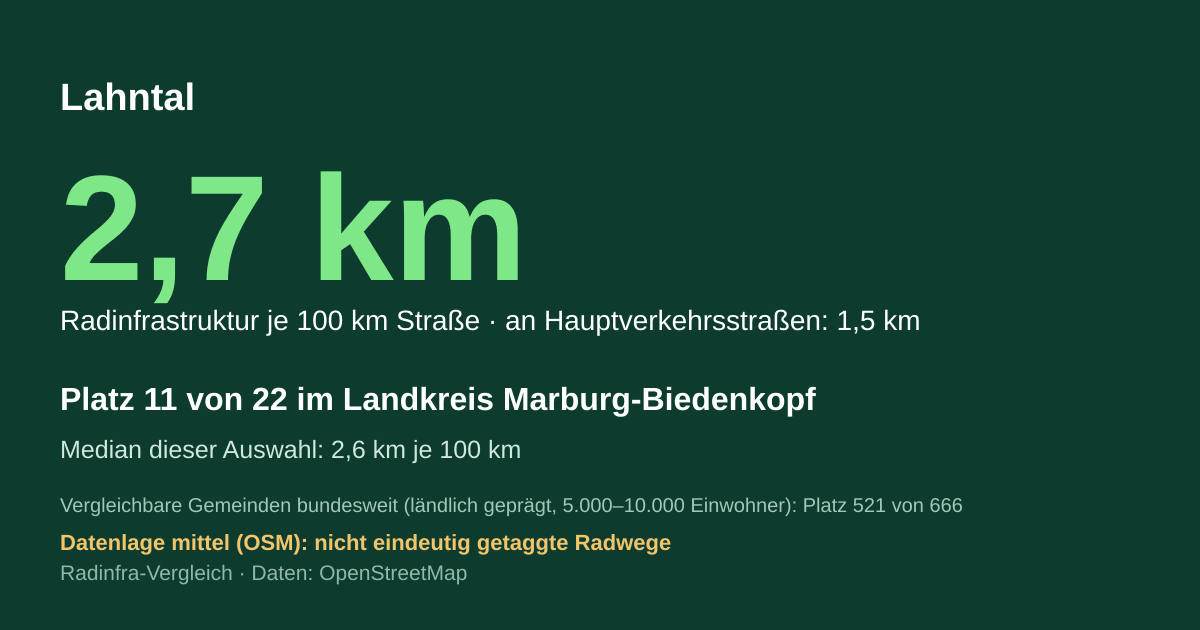 Lahntal
2,7 km
Radinfrastruktur je 100 km Straße · an Hauptverkehrsstraßen: 1,5 km
Platz 11 von 22 im Landkreis Marburg-Biedenkopf
Median dieser Auswahl: 2,6 km je 100 km
Vergleichbare Gemeinden bundesweit (ländlich geprägt, 5.000–10.000 Einwohner): Platz 521 von 666
Datenlage mittel (OSM): nicht eindeutig getaggte Radwege
Radinfra-Vergleich · Daten: OpenStreetMap